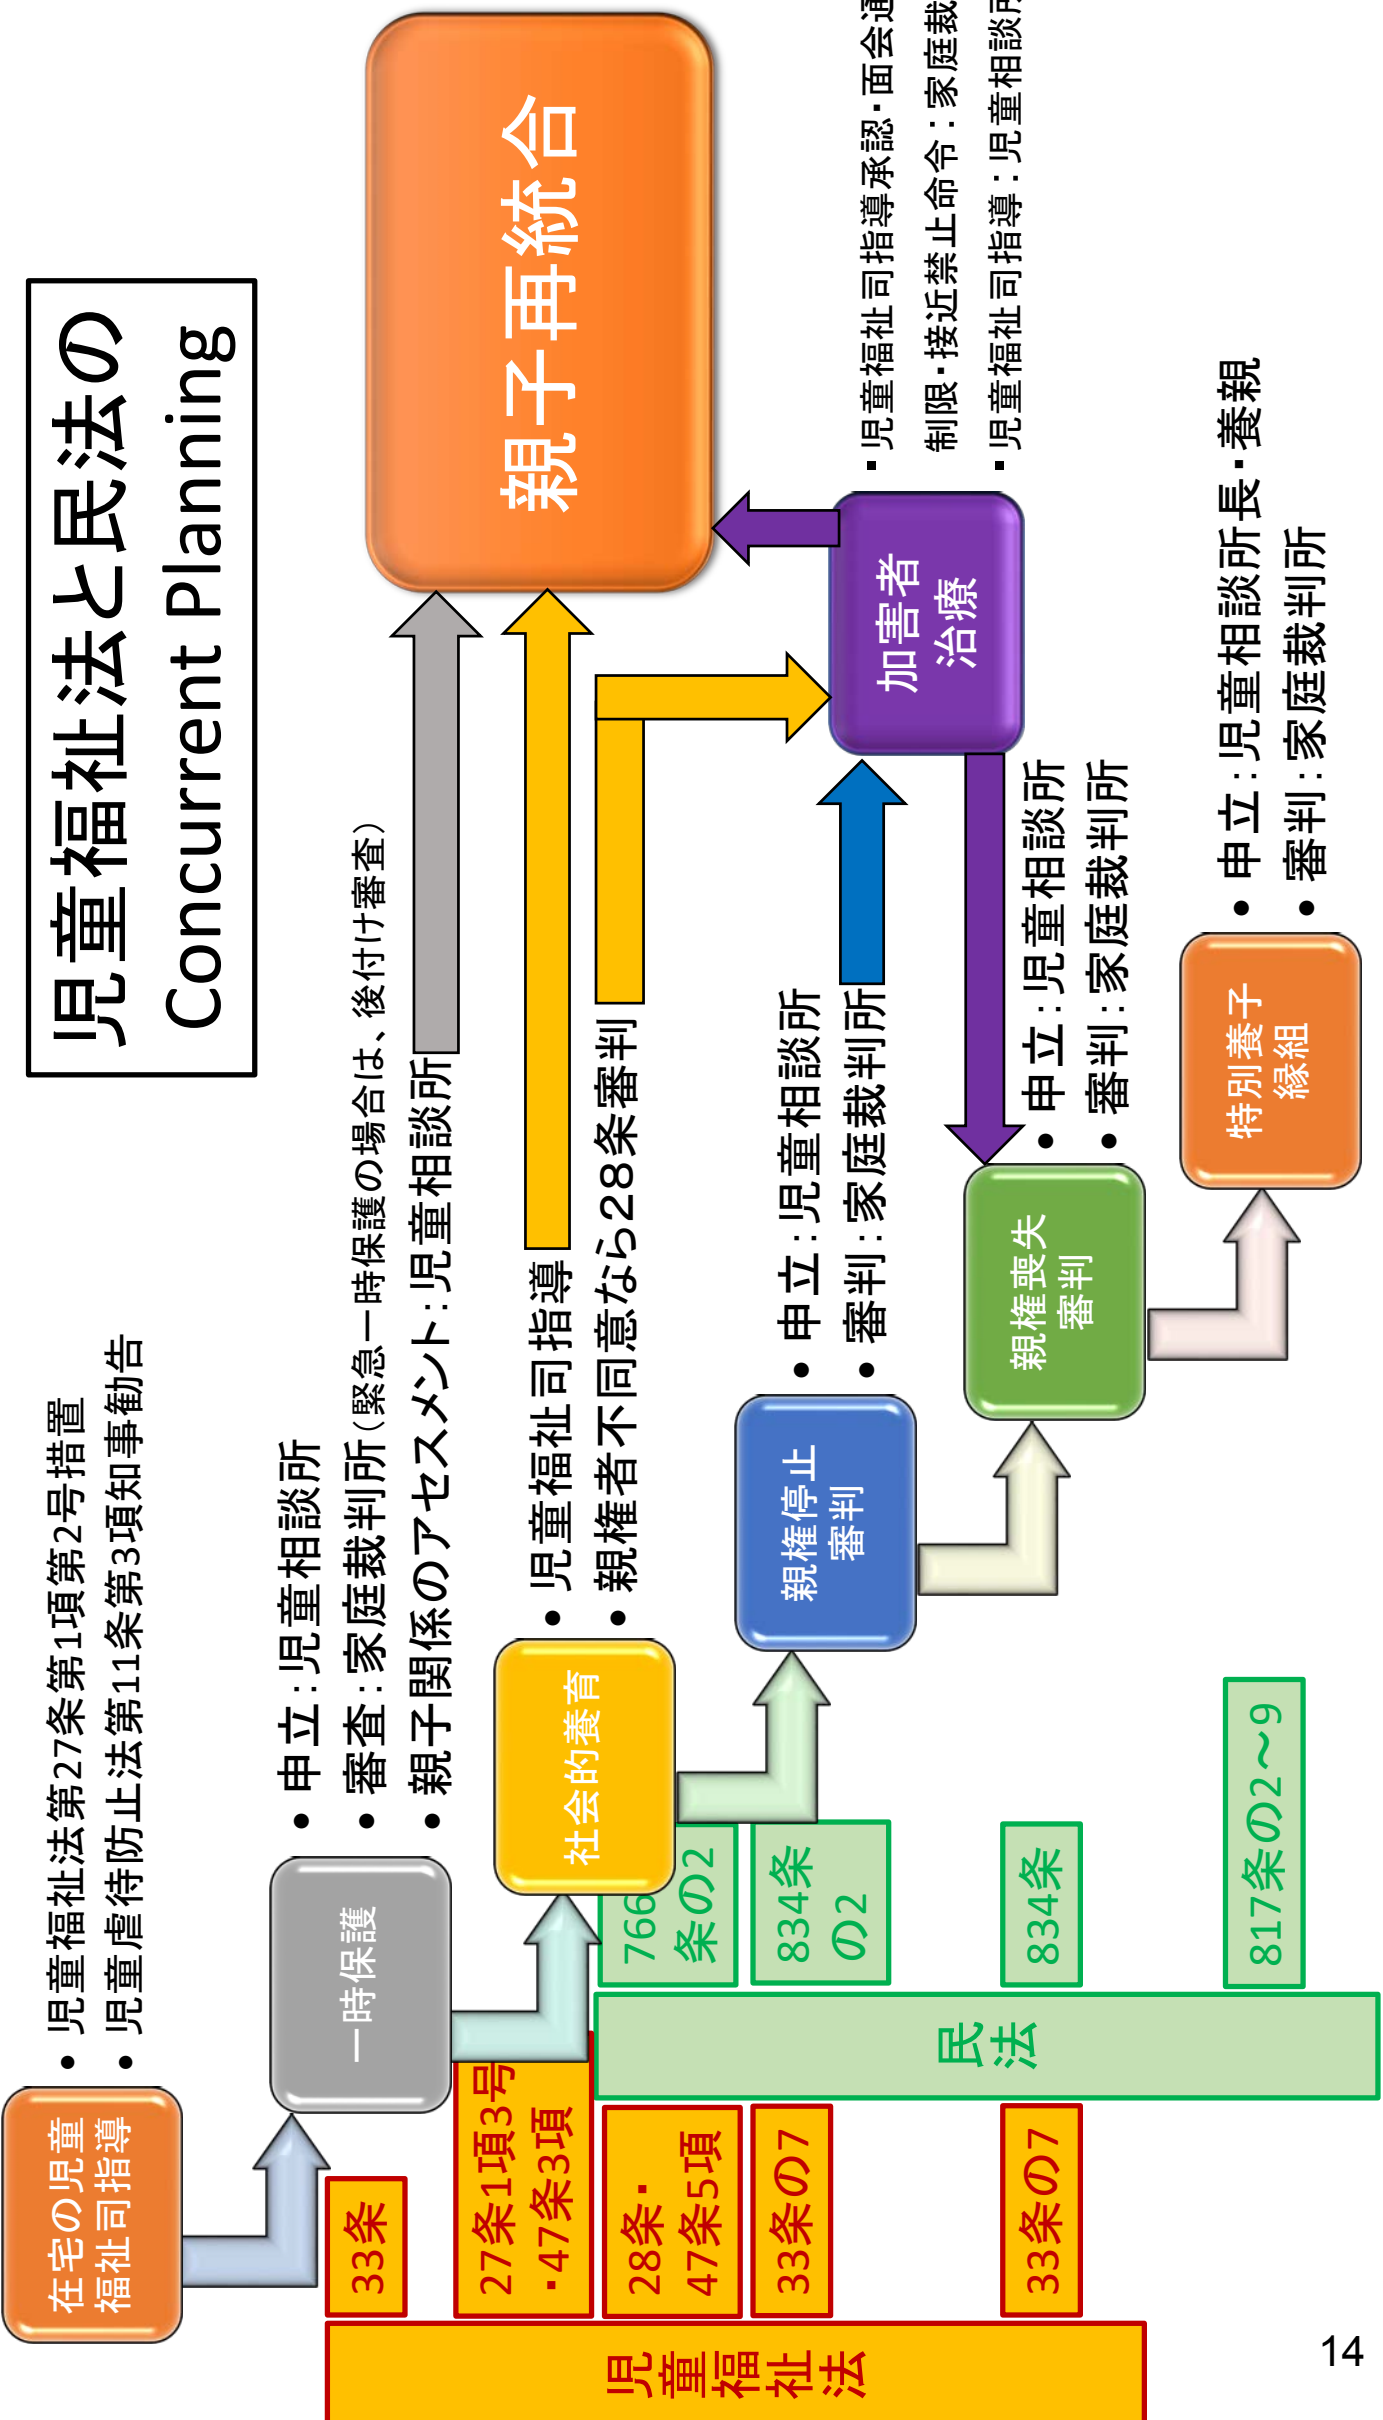 児童福祉法と民法の
Concurrent Planning
在宅の児童
福祉司指導
• 児童福祉法第27条第1項第2号措置
• 児童虐待防止法第11条第3項知事勧告
一時保護
• 申立：児童相談所
• 審査：家庭裁判所（緊急一時保護の場合は、後付け審査）
• 親子関係のアセスメント：児童相談所
親子再統合
社会的養育
• 児童福祉司指導
• 親権者不同意なら２８条審判
親権停止
審判
• 申立：児童相談所
• 審判：家庭裁判所
加害者
治療
▪児童福祉司指導承認・面会通
制限・接近禁止命令：家庭裁
▪児童福祉司指導：児童相談所
親権喪失
審判
• 申立：児童相談所
• 審判：家庭裁判所
特別養子
縁組
• 申立：児童相談所長・養親
• 審判：家庭裁判所
児童福祉法
33条
27条1項3号
・47条3項
28条・
47条5項
33条の7
33条の7
民法
766
条の2
834条
の2
834条
817条の2～9
14